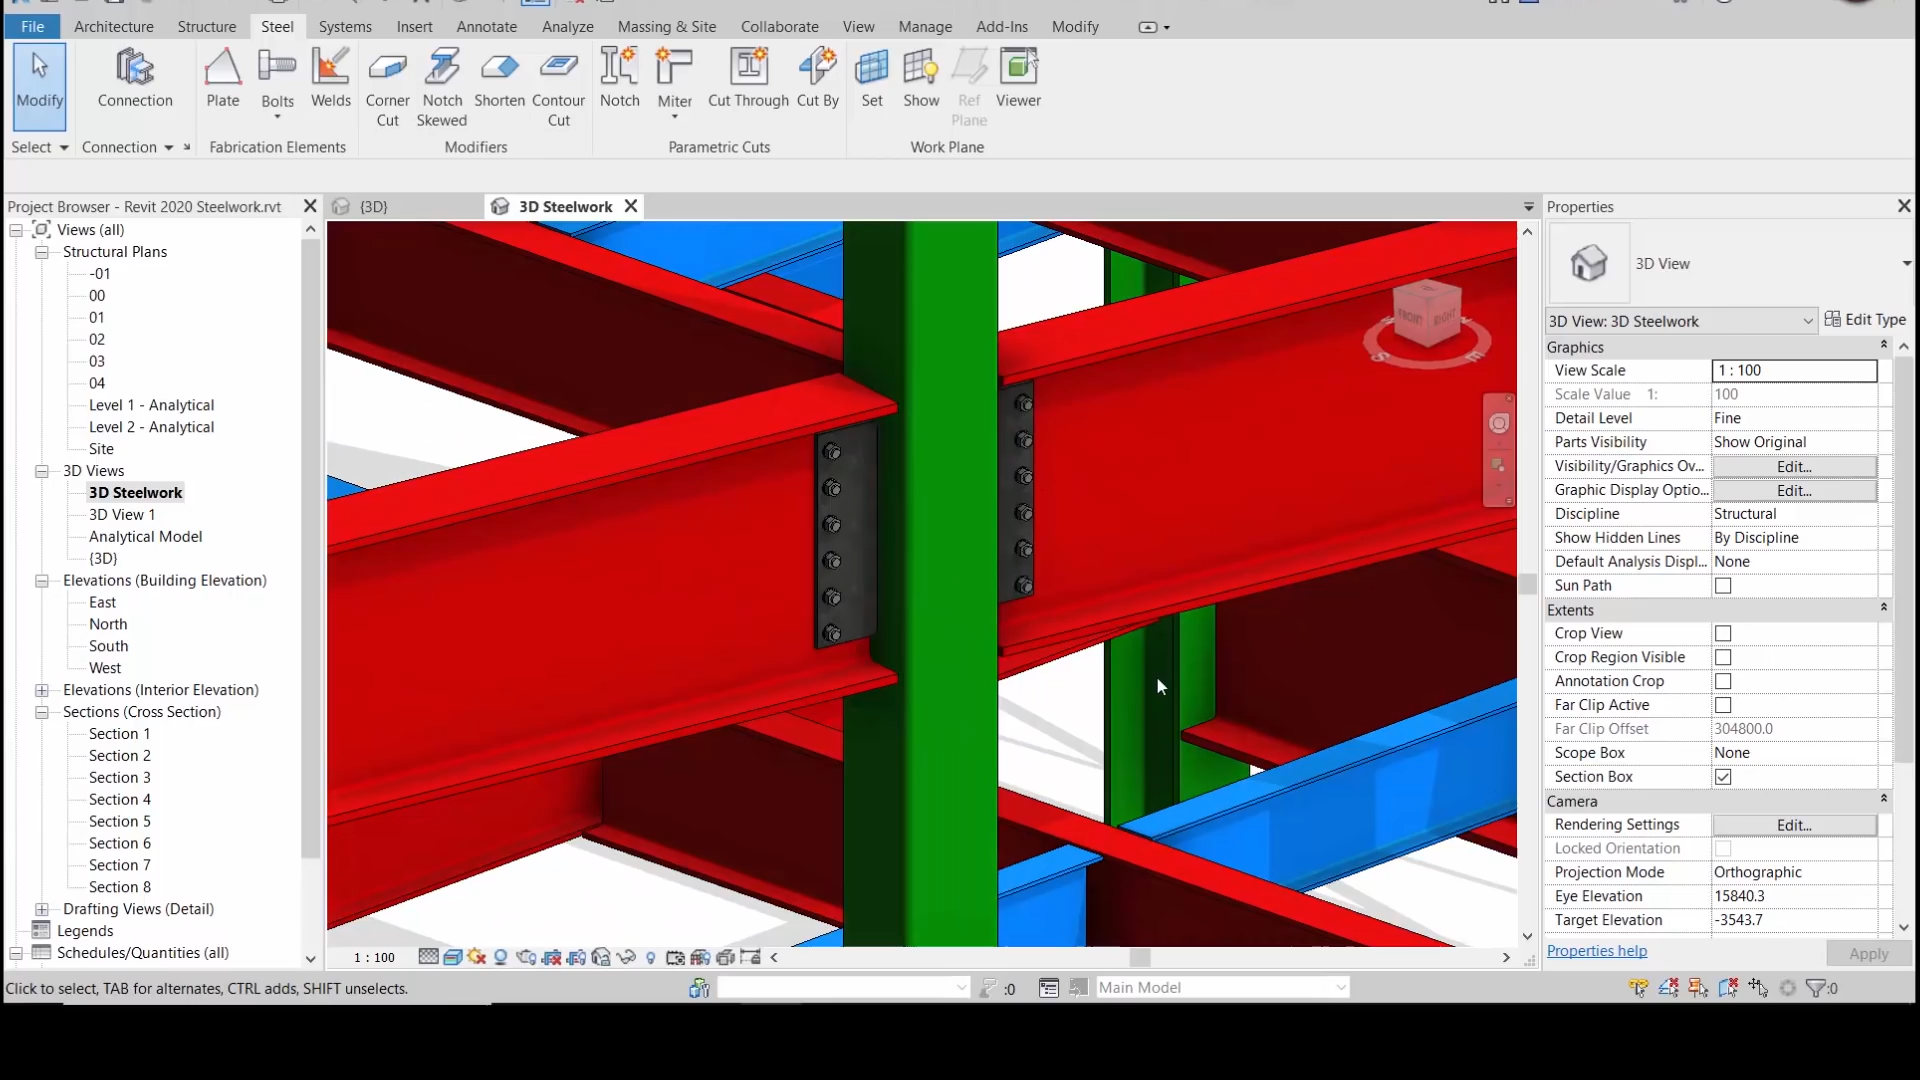 File Architecture Structure Steel Systems Insert Annotate Analyze Massing & Site Collaborate View Manage Add-Ins Modify
Modify Connection Plate Bolts Welds Corner Cut Notch Skewed Shorten Contour Cut Notch Miter Cut Through Cut By Set Show Ref Plane Viewer
Select Connection Fabrication Elements Modifiers Parametric Cuts Work Plane
Project Browser - Revit 2020 Steelwork.rvt
Views (all)
Structural Plans
-01
00
01
02
03
04
Level 1 - Analytical
Level 2 - Analytical
Site
3D Views
3D Steelwork
3D View 1
Analytical Model
{3D}
Elevations (Building Elevation)
East
North
South
West
Elevations (Interior Elevation)
Sections (Cross Section)
Section 1
Section 2
Section 3
Section 4
Section 5
Section 6
Section 7
Section 8
Drafting Views (Detail)
Legends
Schedules/Quantities (all)
{3D} 3D Steelwork
FRONT RIGHT
S E
1 : 100
Properties
3D View
3D View: 3D Steelwork Edit Type
Graphics
View Scale 1 : 100
Scale Value 1: 100
Detail Level Fine
Parts Visibility Show Original
Visibility/Graphics Ov... Edit...
Graphic Display Optio... Edit...
Discipline Structural
Show Hidden Lines By Discipline
Default Analysis Displ... None
Sun Path
Extents
Crop View
Crop Region Visible
Annotation Crop
Far Clip Active
Far Clip Offset 304800.0
Scope Box None
Section Box
Camera
Rendering Settings Edit...
Locked Orientation
Projection Mode Orthographic
Eye Elevation 15840.3
Target Elevation -3543.7
Properties help Apply
Click to select, TAB for alternates, CTRL adds, SHIFT unselects. :0 Main Model :0